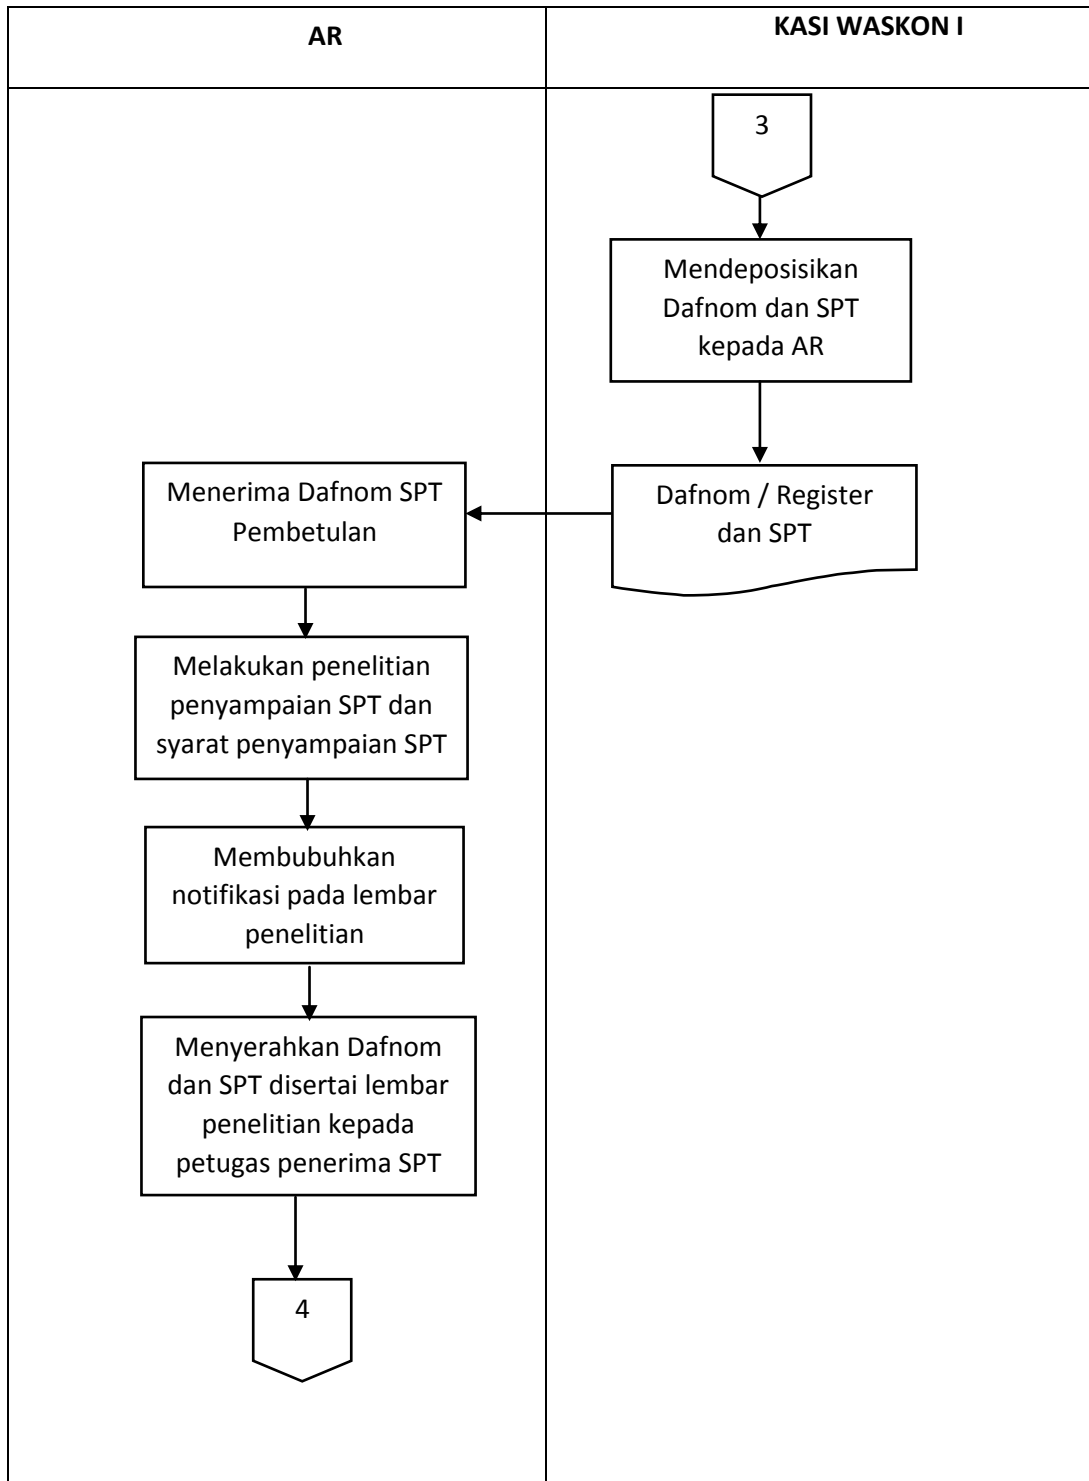 AR
KASI WASKON I
3
Mendeposisikan
Dafnom dan SPT
kepada AR
Dafnom / Register
dan SPT
Menerima Dafnom SPT
Pembetulan
Melakukan penelitian
penyampaian SPT dan
syarat penyampaian SPT
Membubuhkan
notifikasi pada lembar
penelitian
Menyerahkan Dafnom
dan SPT disertai lembar
penelitian kepada
petugas penerima SPT
4